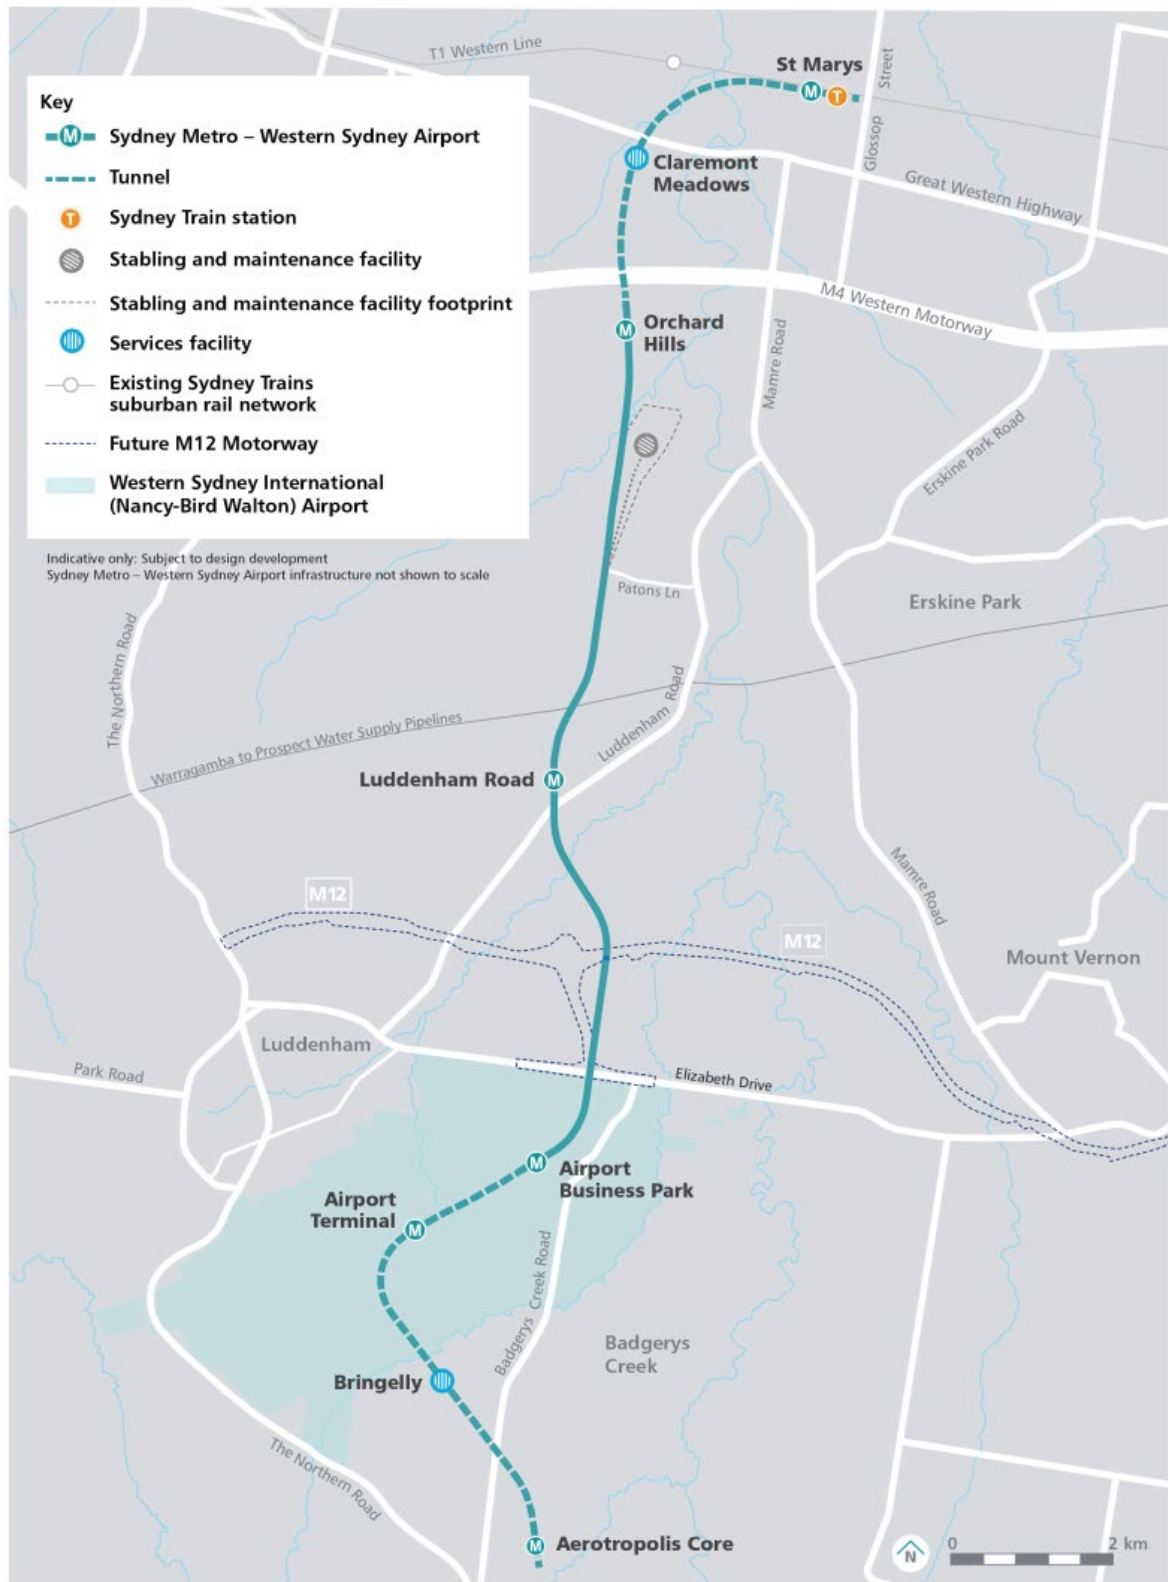 T1 Western Line
St Marys
Glossop Street
M
T
Key
M Sydney Metro – Western Sydney Airport
Tunnel
T Sydney Train station
Stabling and maintenance facility
Stabling and maintenance facility footprint
Services facility
Existing Sydney Trains
suburban rail network
Future M12 Motorway
Western Sydney International
(Nancy-Bird Walton) Airport
Indicative only: Subject to design development
Sydney Metro – Western Sydney Airport infrastructure not shown to scale
Claremont
Meadows
Great Western Highway
M4 Western Motorway
M
Orchard
Hills
Mamre Road
Erskine Park Road
Patons Ln
Erskine Park
The Northern Road
Luddenham Road
Warragamba to Prospect Water Supply Pipelines
Luddenham Road
M
Mamre Road
M12
M12
Mount Vernon
Luddenham
Park Road
Elizabeth Drive
M
Airport
Business Park
Airport
Terminal
M
Badgerys Creek Road
Badgerys
Creek
Bringelly
The Northern Road
M
Aerotropolis Core
N
0
2 km